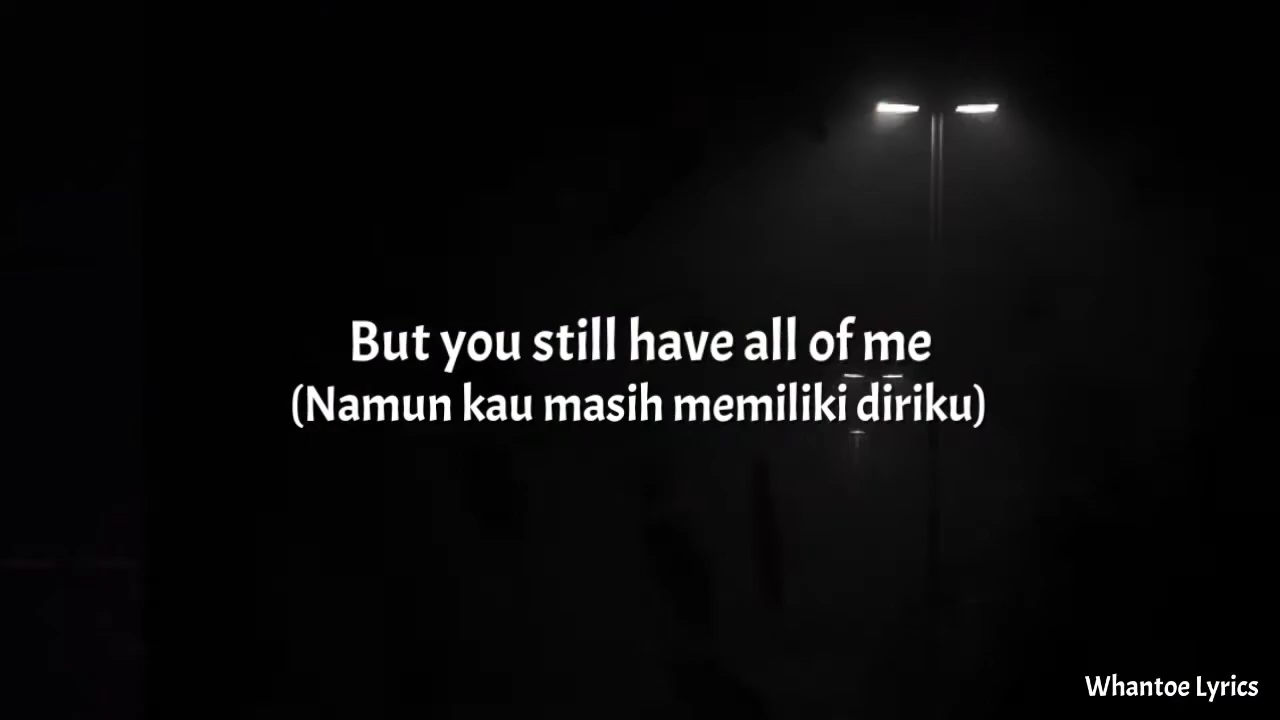 But you still have all of me
(Namun kau masih memiliki diriku)
Whantoe Lyrics